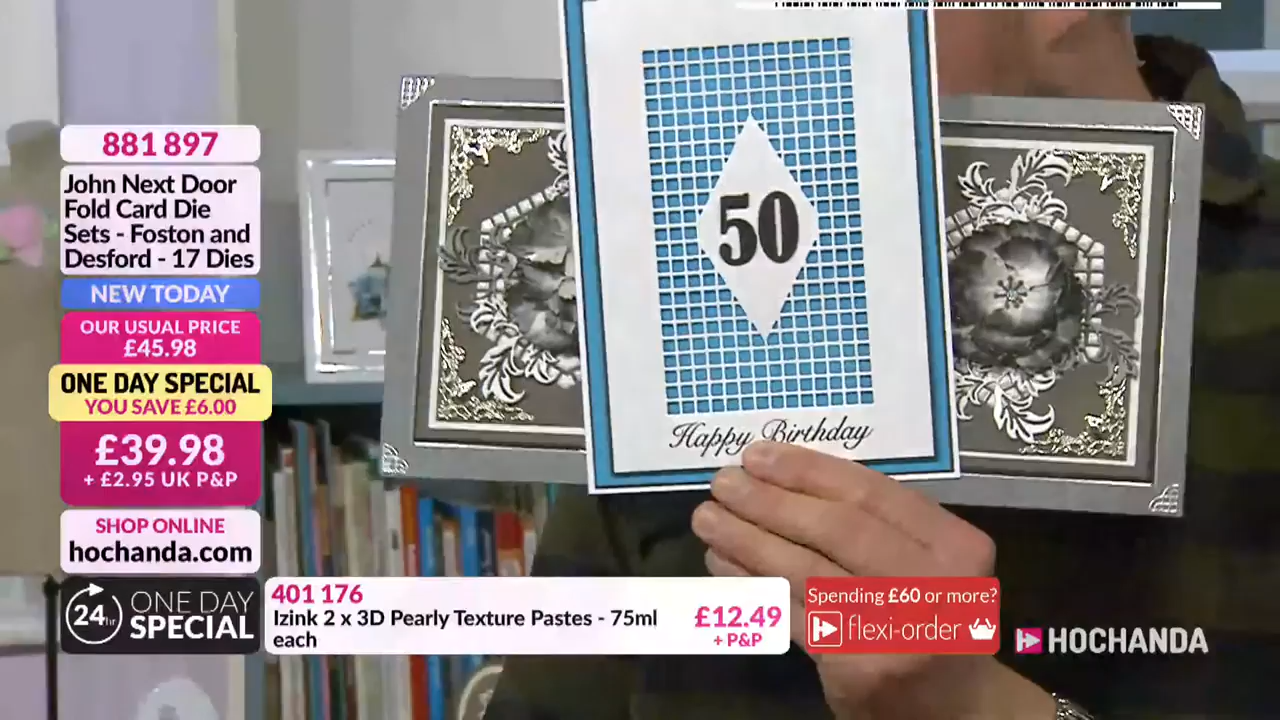 881 897
John Next Door
Fold Card Die
Sets - Foston and
Desford - 17 Dies
NEW TODAY
OUR USUAL PRICE
£45.98
ONE DAY SPECIAL
YOU SAVE £6.00
£39.98
+ £2.95 UK P&P
SHOP ONLINE
hochanda.com
24hr
ONE DAY
SPECIAL
401 176
Izink 2 x 3D Pearly Texture Pastes - 75ml
each
£12.49
+ P&P
Spending £60 or more?
flexi-order
HOCHANDA
50
Happy Birthday